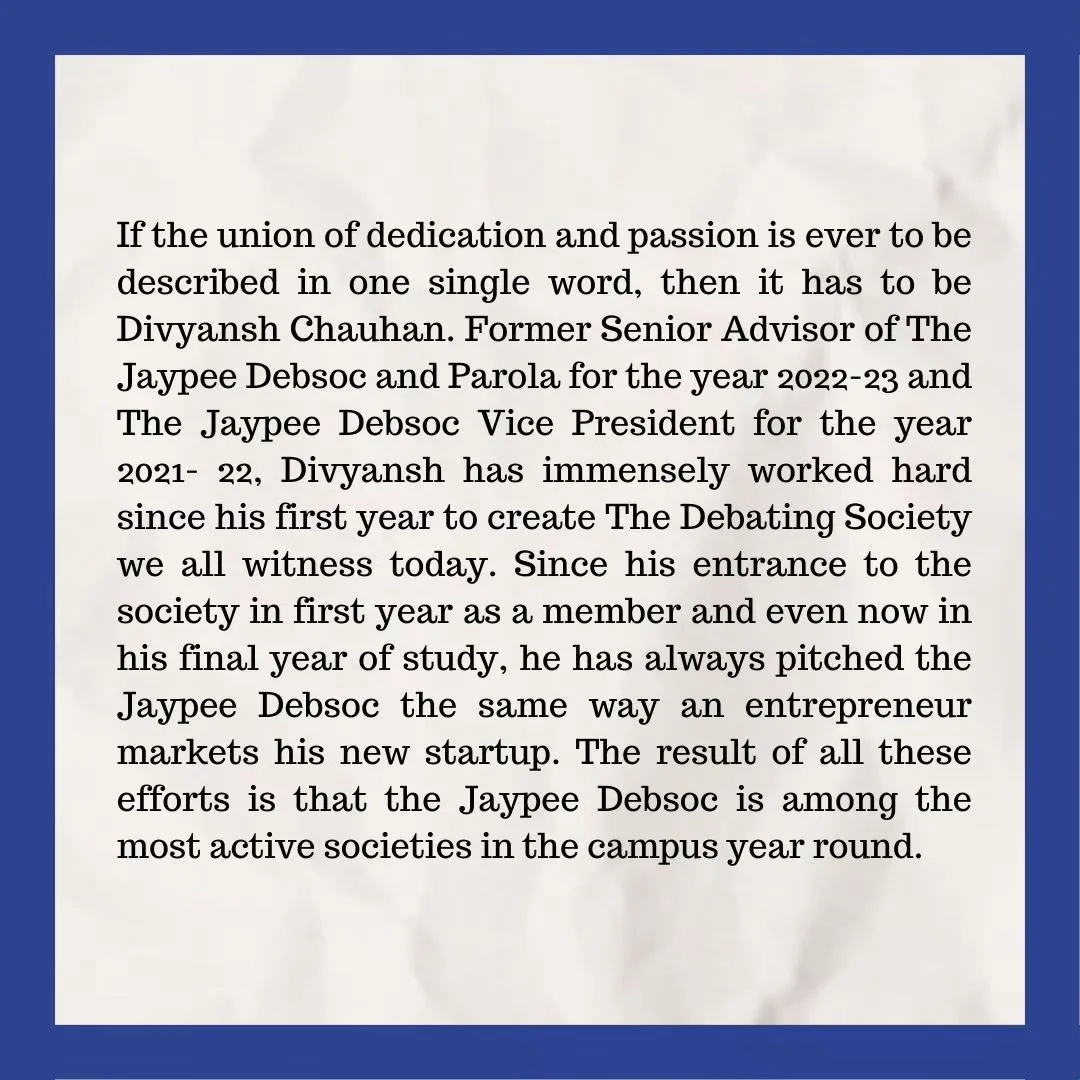 If the union of dedication and passion is ever to be
described in one single word, then it has to be
Divyansh Chauhan. Former Senior Advisor of The
Jaypee Debsoc and Parola for the year 2022-23 and
The Jaypee Debsoc Vice President for the year
2021- 22, Divyansh has immensely worked hard
since his first year to create The Debating Society
we all witness today. Since his entrance to the
society in first year as a member and even now in
his final year of study, he has always pitched the
Jaypee Debsoc the same way an entrepreneur
markets his new startup. The result of all these
efforts is that the Jaypee Debsoc is among the
most active societies in the campus year round.